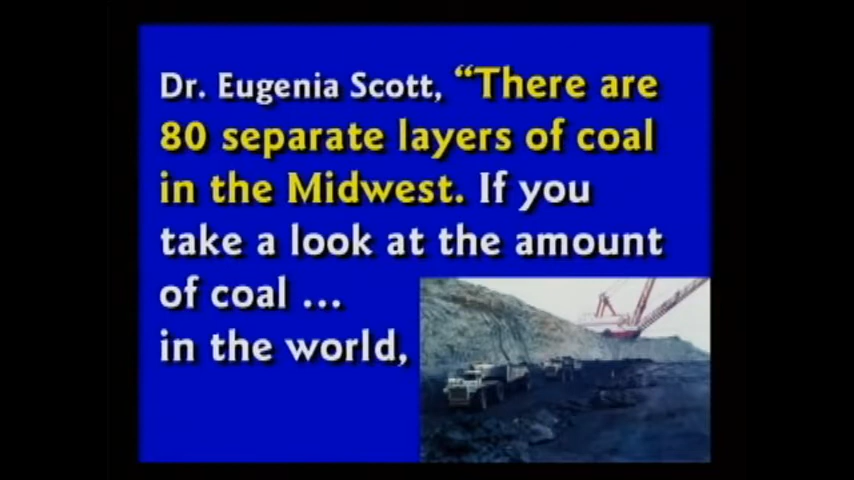 Dr. Eugenia Scott, “There are
80 separate layers of coal
in the Midwest. If you
take a look at the amount
of coal ...
in the world,